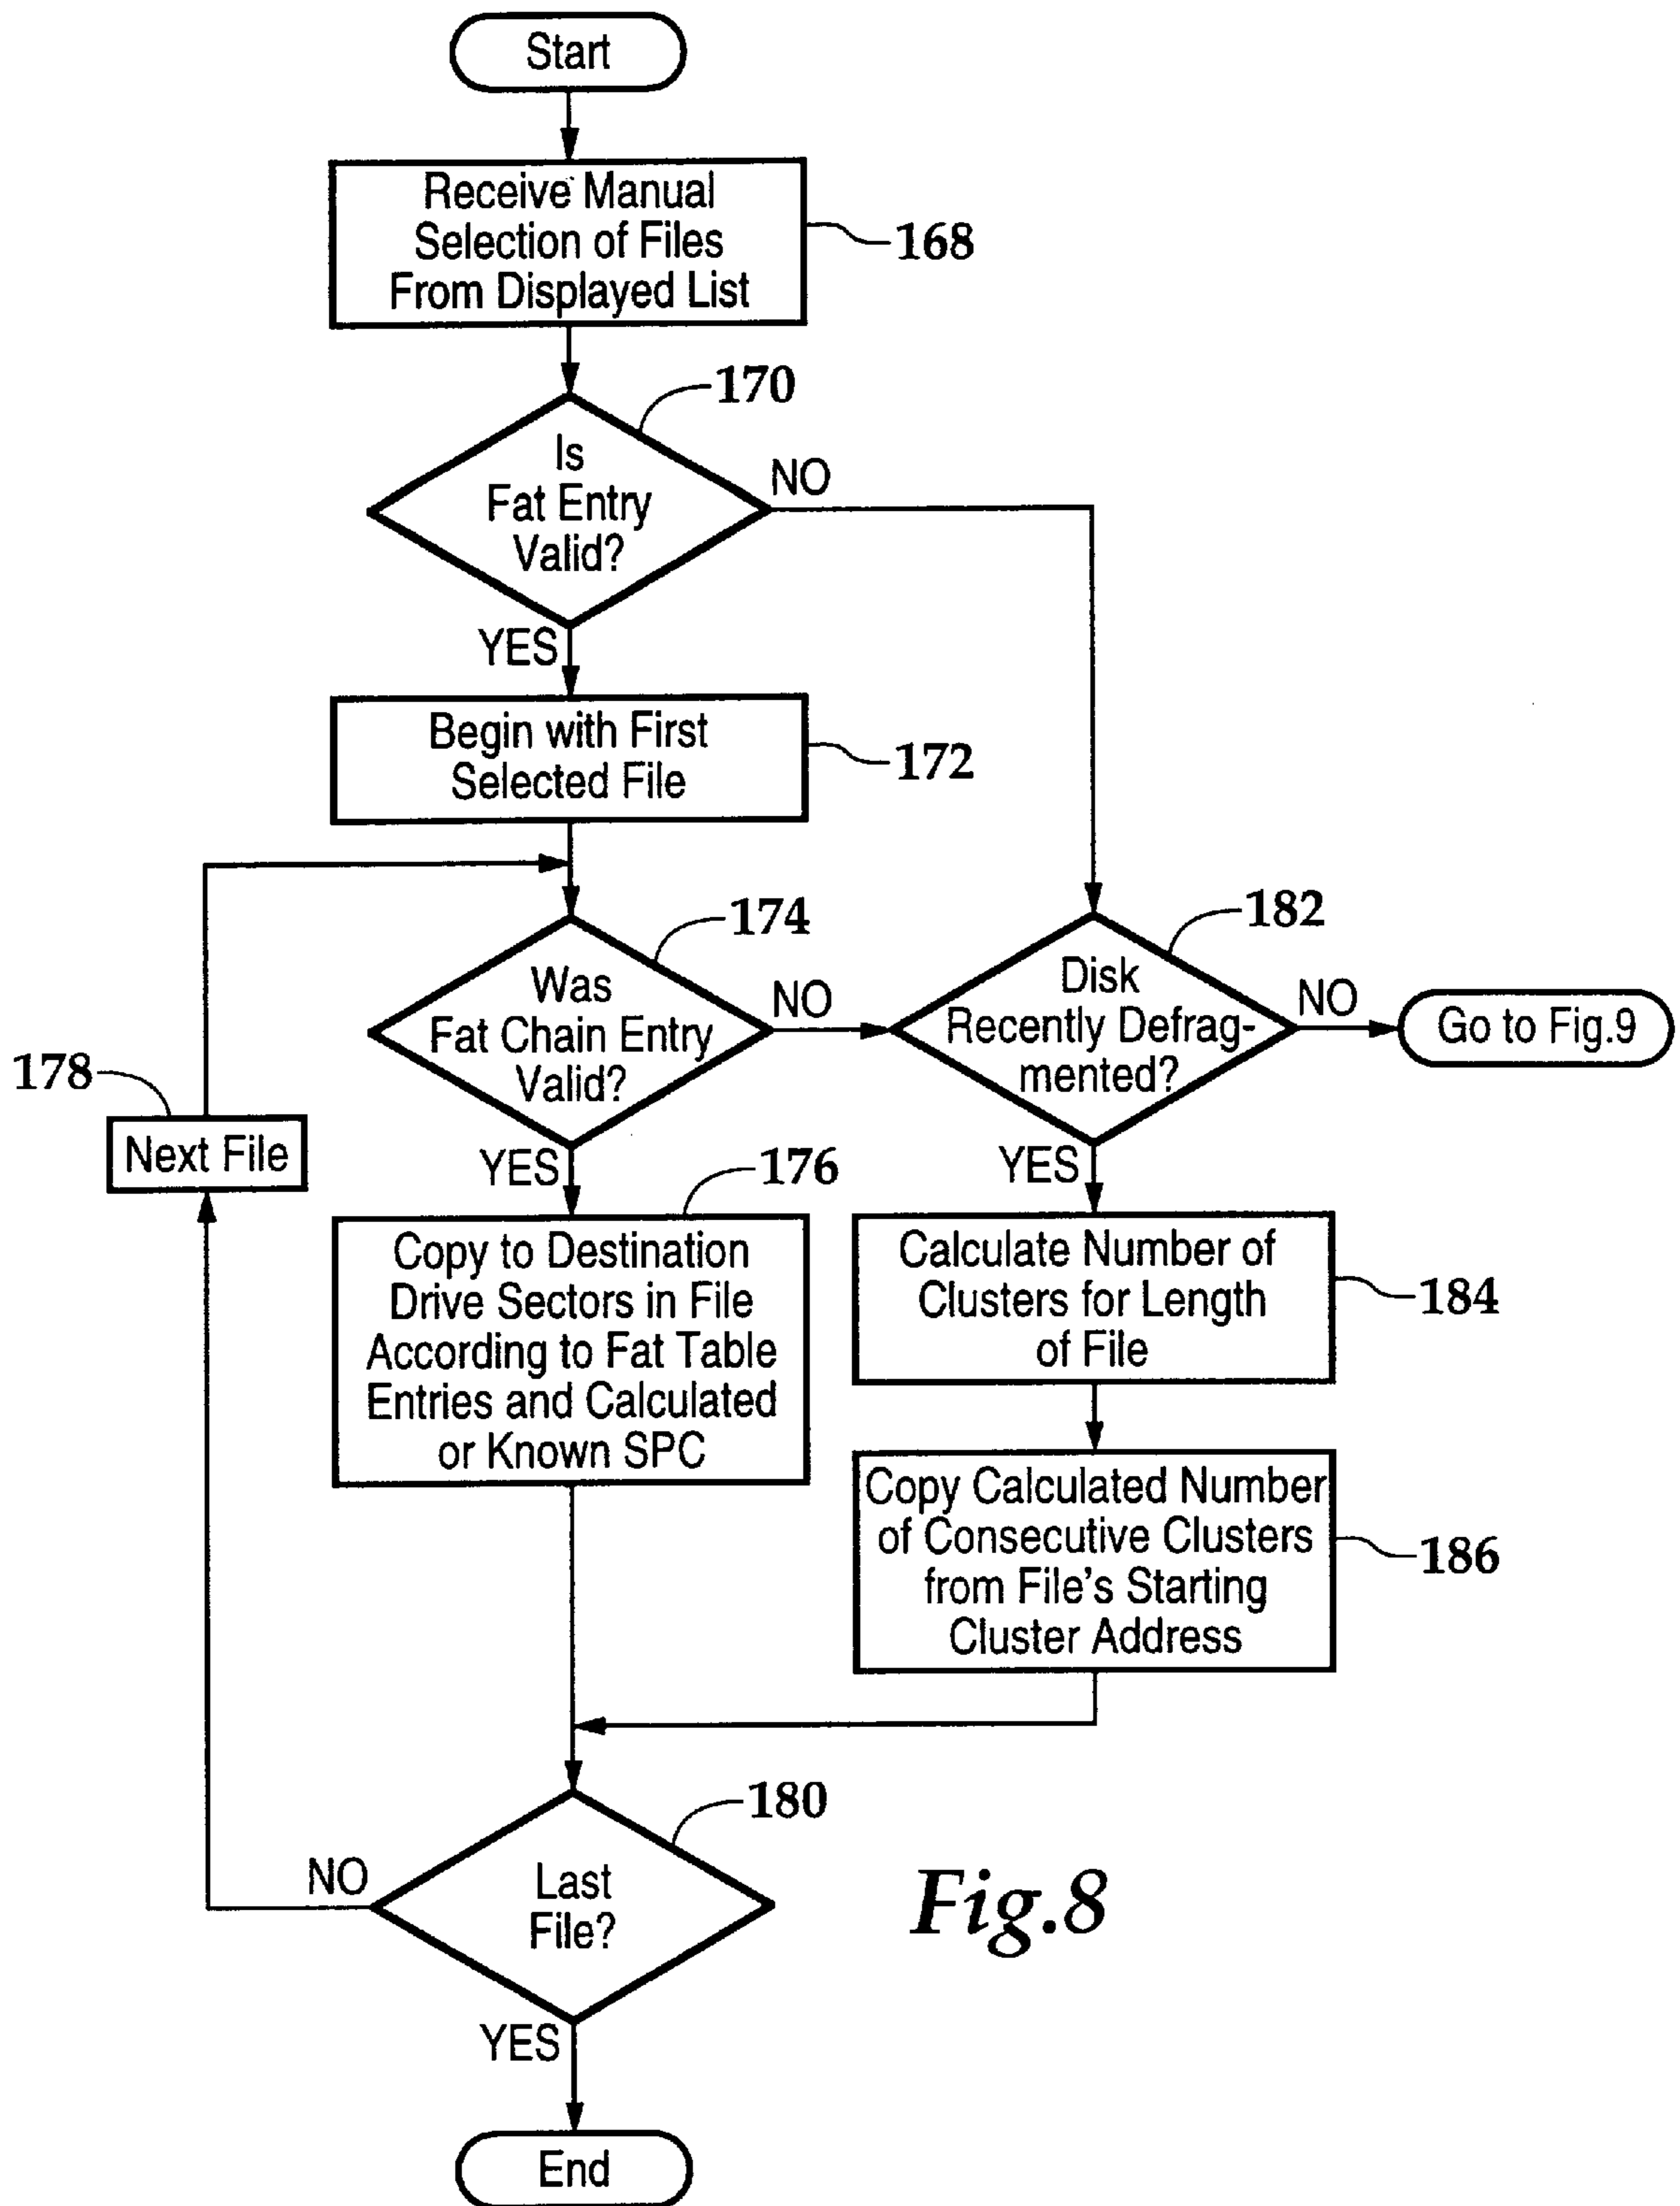 Start
Receive Manual
Selection of Files
From Displayed List
168
170
Is
Fat Entry
Valid?
NO
YES
Begin with First
Selected File
172
174
Was
Fat Chain Entry
Valid?
NO
182
Disk
Recently Defrag-
mented?
NO
Go to Fig.9
178
Next File
YES
176
Copy to Destination
Drive Sectors in File
According to Fat Table
Entries and Calculated
or Known SPC
YES
Calculate Number of
Clusters for Length
of File
184
Copy Calculated Number
of Consecutive Clusters
from File's Starting
Cluster Address
186
180
Last
File?
NO
YES
End
Fig.8